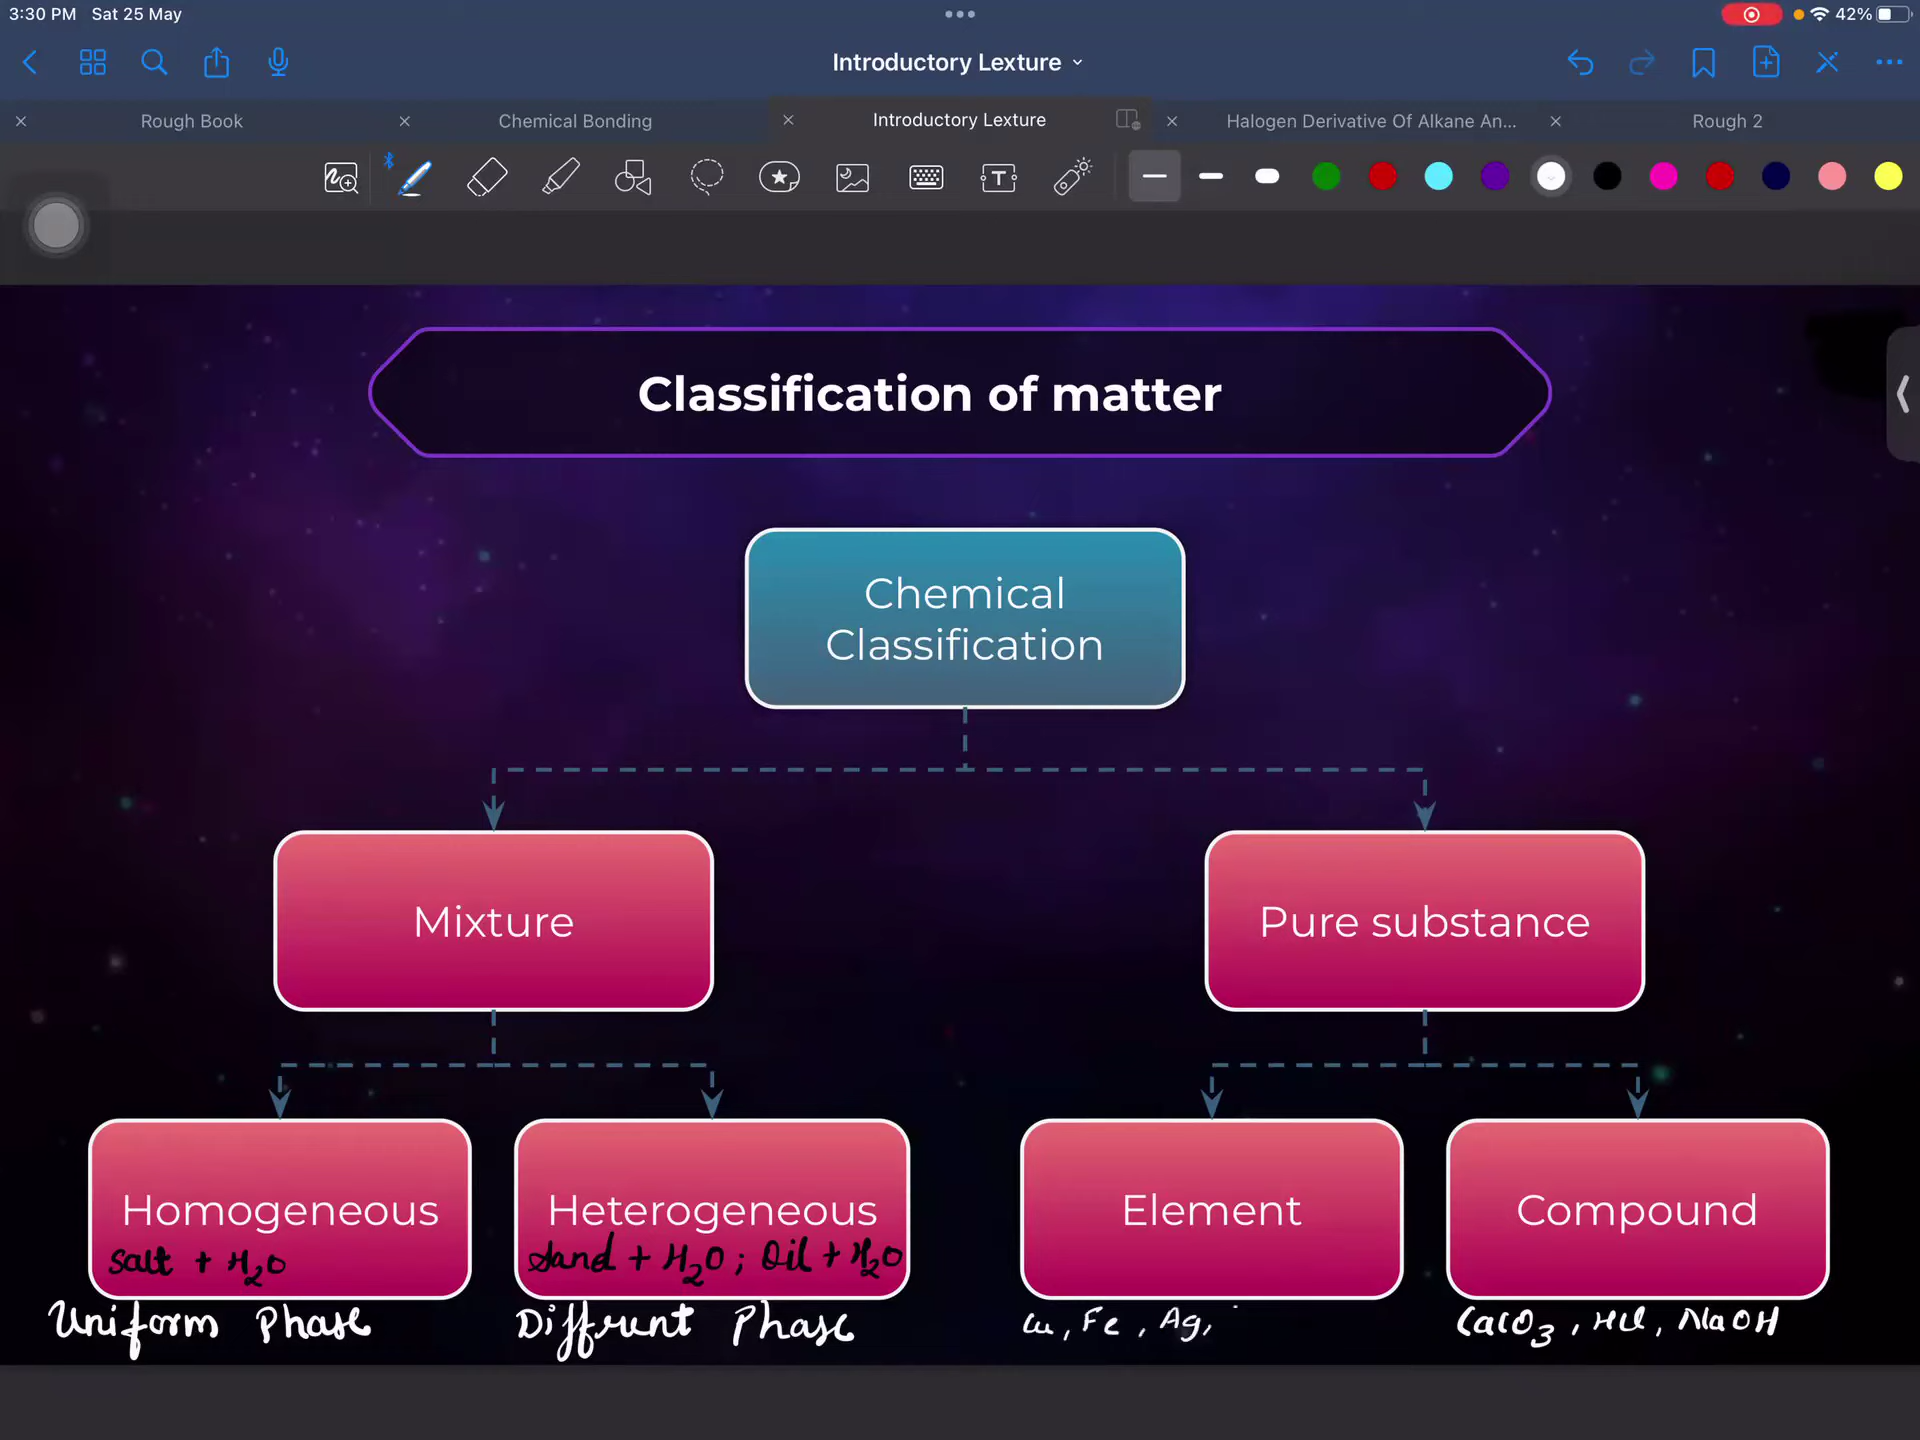 3:30 PM Sat 25 May
42%
Introductory Lexture
Rough Book
Chemical Bonding
Introductory Lexture
Halogen Derivative Of Alkane An...
Rough 2
T
Classification of matter
Chemical
Classification
Mixture
Pure substance
Homogeneous
Salt + H₂O
Uniform Phase
Heterogeneous
Sand + H₂O ; Oil + H₂O
Different Phase
Element
Cu, Fe, Ag,
Compound
CaCO₃, HCl, NaOH